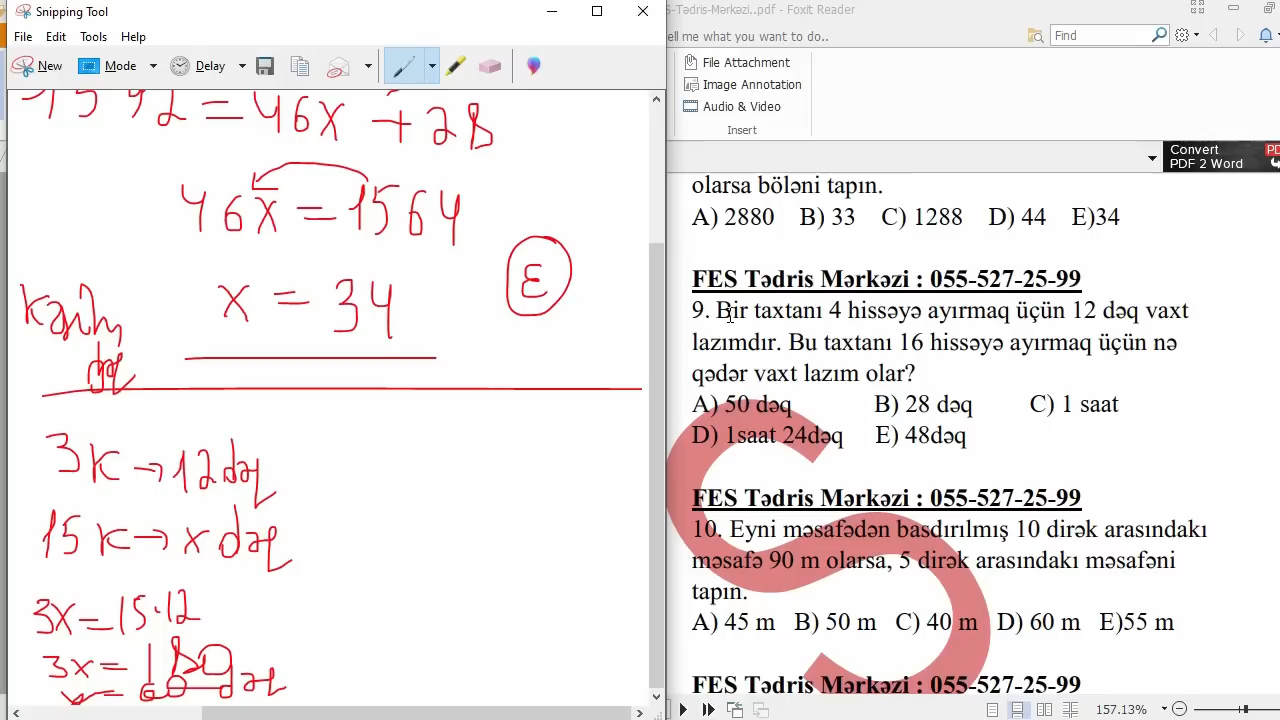 Snipping Tool
File Edit Tools Help
New Mode Delay
1592 = 46x + 28
46x = 1564
x = 34
E
kəsim
dəq
3k → 12 dəq
15k → x dəq
3x = 15·12
3x = 180
x = 60 dəq
S-Tədris-Mərkəzi..pdf - Foxit Reader
ell me what you want to do..
Find
File Attachment
Image Annotation
Audio & Video
Insert
Convert
PDF 2 Word
PD
olarsa böləni tapın.
A) 2880 B) 33 C) 1288 D) 44 E)34
FES Tədris Mərkəzi : 055-527-25-99
9. Bir taxtanı 4 hissəyə ayırmaq üçün 12 dəq vaxt
lazımdır. Bu taxtanı 16 hissəyə ayırmaq üçün nə
qədər vaxt lazım olar?
A) 50 dəq B) 28 dəq C) 1 saat
D) 1saat 24dəq E) 48dəq
FES Tədris Mərkəzi : 055-527-25-99
10. Eyni məsafədən basdırılmış 10 dirək arasındakı
məsafə 90 m olarsa, 5 dirək arasındakı məsafəni
tapın.
A) 45 m B) 50 m C) 40 m D) 60 m E)55 m
FES Tədris Mərkəzi : 055-527-25-99
157.13%